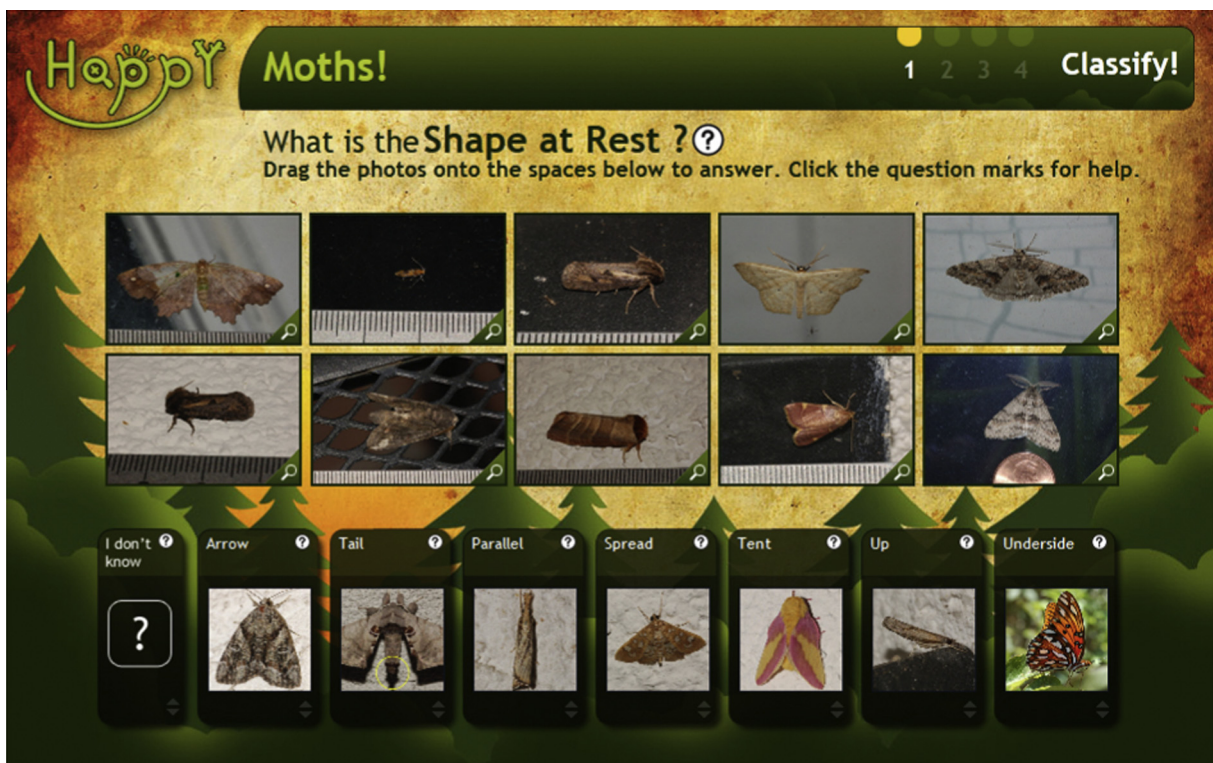 Happy
Moths!
1 2 3 4
Classify!
What is the Shape at Rest ? ?
Drag the photos onto the spaces below to answer. Click the question marks for help.
I don't know ?
Arrow ?
Tail ?
Parallel ?
Spread ?
Tent ?
Up ?
Underside ?
?